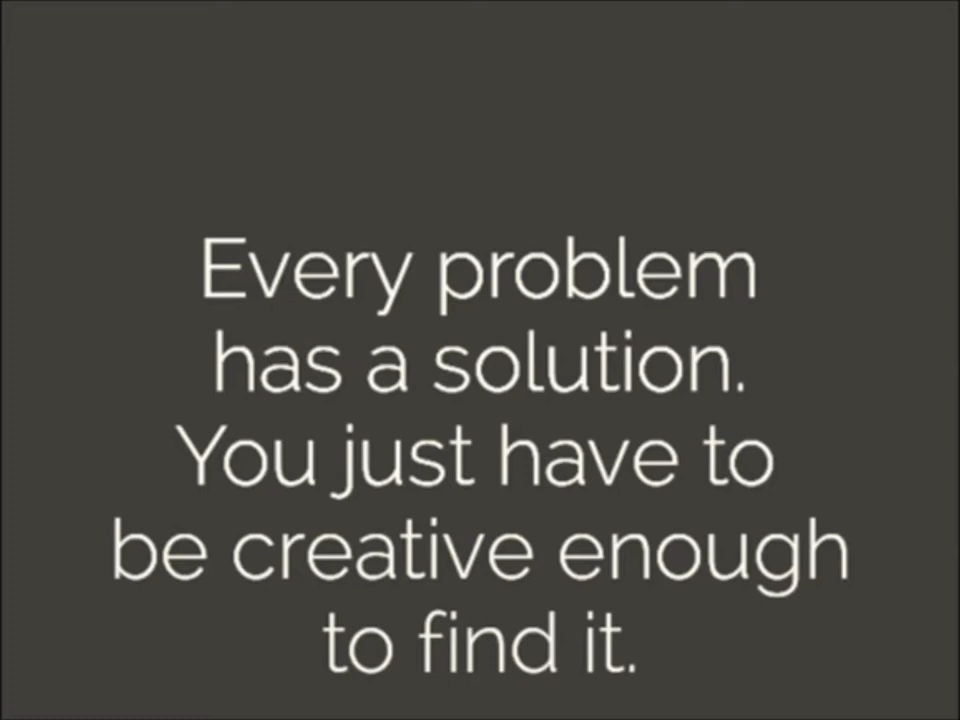 Every problem
has a solution.
You just have to
be creative enough
to find it.